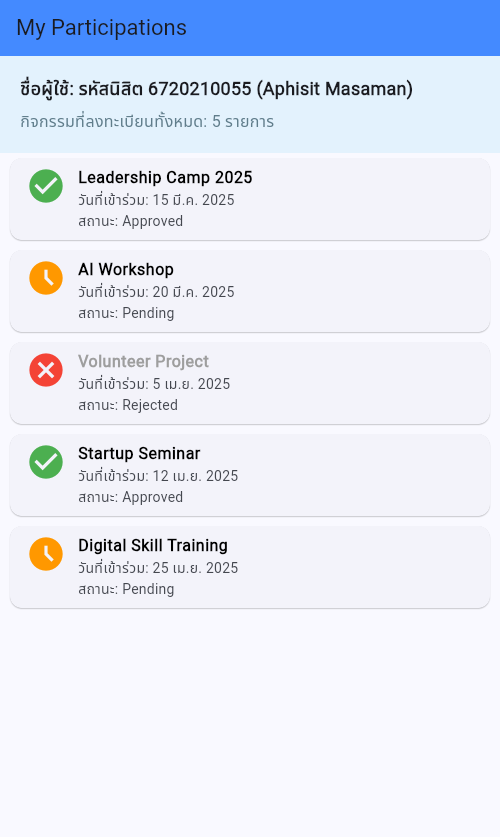 My Participations
ชื่อผู้ใช้: รหัสนิสิต 6720210055 (Aphisit Masaman)
กิจกรรมที่ลงทะเบียนทั้งหมด: 5 รายการ
Leadership Camp 2025
วันที่เข้าร่วม: 15 มี.ค. 2025
สถานะ: Approved
AI Workshop
วันที่เข้าร่วม: 20 มี.ค. 2025
สถานะ: Pending
Volunteer Project
วันที่เข้าร่วม: 5 เม.ย. 2025
สถานะ: Rejected
Startup Seminar
วันที่เข้าร่วม: 12 เม.ย. 2025
สถานะ: Approved
Digital Skill Training
วันที่เข้าร่วม: 25 เม.ย. 2025
สถานะ: Pending